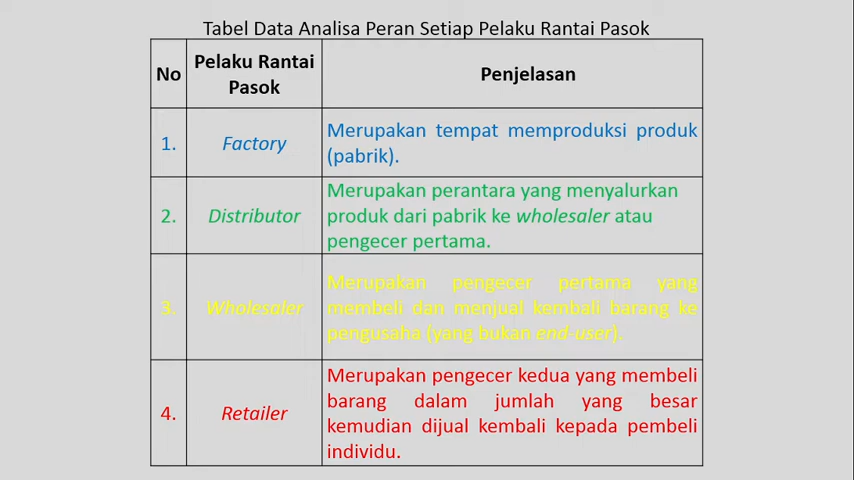 Tabel Data Analisa Peran Setiap Pelaku Rantai Pasok
No
Pelaku Rantai
Pasok
Penjelasan
1.
Factory
Merupakan tempat memproduksi produk
(pabrik).
2.
Distributor
Merupakan perantara yang menyalurkan
produk dari pabrik ke wholesaler atau
pengecer pertama.
3.
Wholesaler
Merupakan pengecer pertama yang
membeli dan menjual kembali barang ke
pengusaha (yang bukan end-user).
4.
Retailer
Merupakan pengecer kedua yang membeli
barang dalam jumlah yang besar
kemudian dijual kembali kepada pembeli
individu.